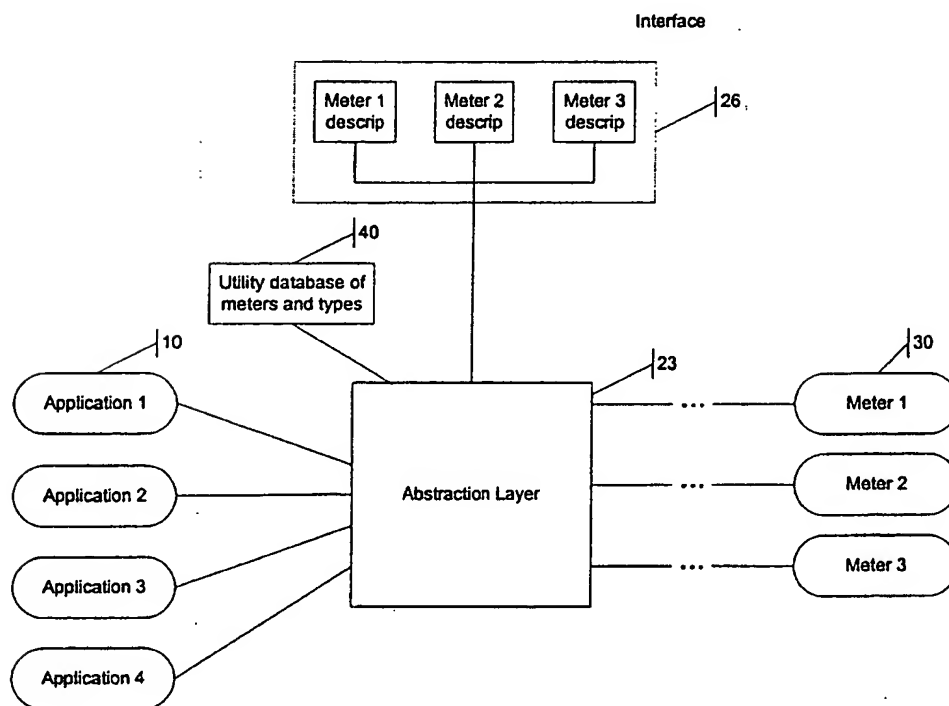 Interface
Meter 1
descrip
Meter 2
descrip
Meter 3
descrip
26
40
Utility database of
meters and types
10
23
30
Application 1
Meter 1
Application 2
Abstraction Layer
Meter 2
Application 3
Meter 3
Application 4